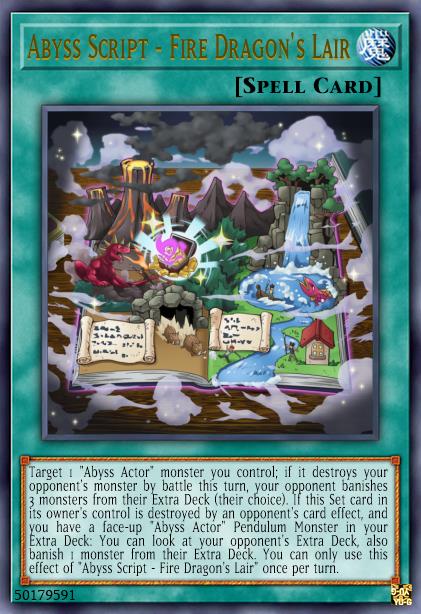 Abyss Script - Fire Dragon's Lair
魔
[Spell Card]
Target 1 "Abyss Actor" monster you control; if it destroys your
opponent's monster by battle this turn, your opponent banishes
3 monsters from their Extra Deck (their choice). If this Set card in
its owner's control is destroyed by an opponent's card effect, and
you have a face-up "Abyss Actor" Pendulum Monster in your
Extra Deck: You can look at your opponent's Extra Deck, also
banish 1 monster from their Extra Deck. You can only use this
effect of "Abyss Script - Fire Dragon's Lair" once per turn.
50179591